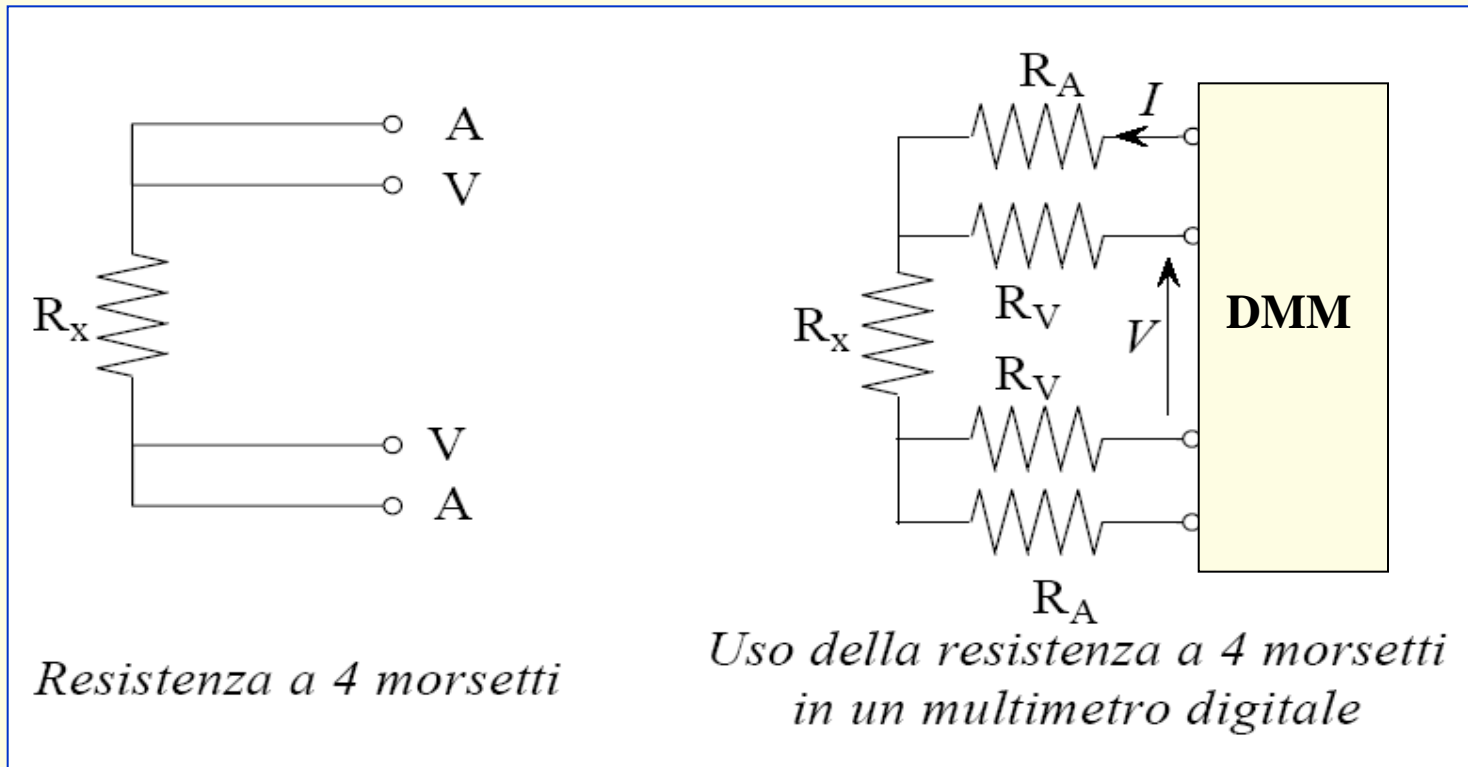 A
V
Rx
V
A
Resistenza a 4 morsetti
RA
I
RV
Rx
V
DMM
RV
RA
Uso della resistenza a 4 morsetti
in un multimetro digitale